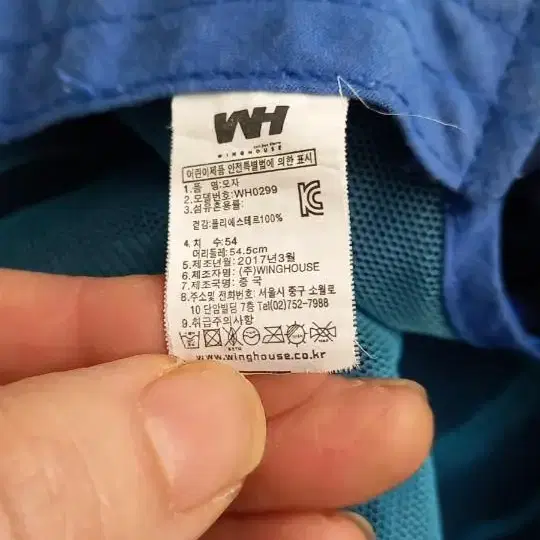 WH
WINGHOUSE
어린이제품 안전특별법에 의한 표시
1.품 명:모자
2.모델번호:WH0299
3.섬유혼용률:
겉감:폴리에스테르100%
4.치 수:54
머리둘레:54.5cm
5.제조년월:2017년3월
6.제조자명:(주)WINGHOUSE
7.제조국명:중 국
8.주소및 전화번호:서울시 중구 소월로
10 단암빌딩 7층 Tel(02)752-7988
9.취급주의사항
www.winghouse.co.kr